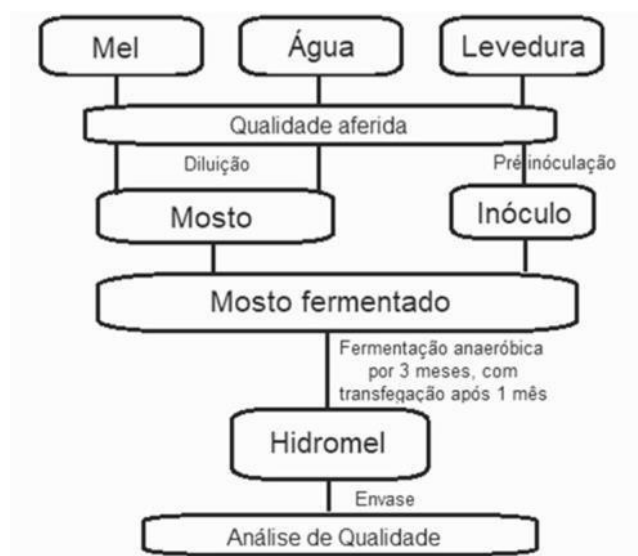 Mel
Água
Levedura
Qualidade aferida
Diluição
Pré inóculação
Mosto
Inóculo
Mosto fermentado
Fermentação anaeróbica
por 3 meses, com
transfegação após 1 mês
Hidromel
Envase
Análise de Qualidade